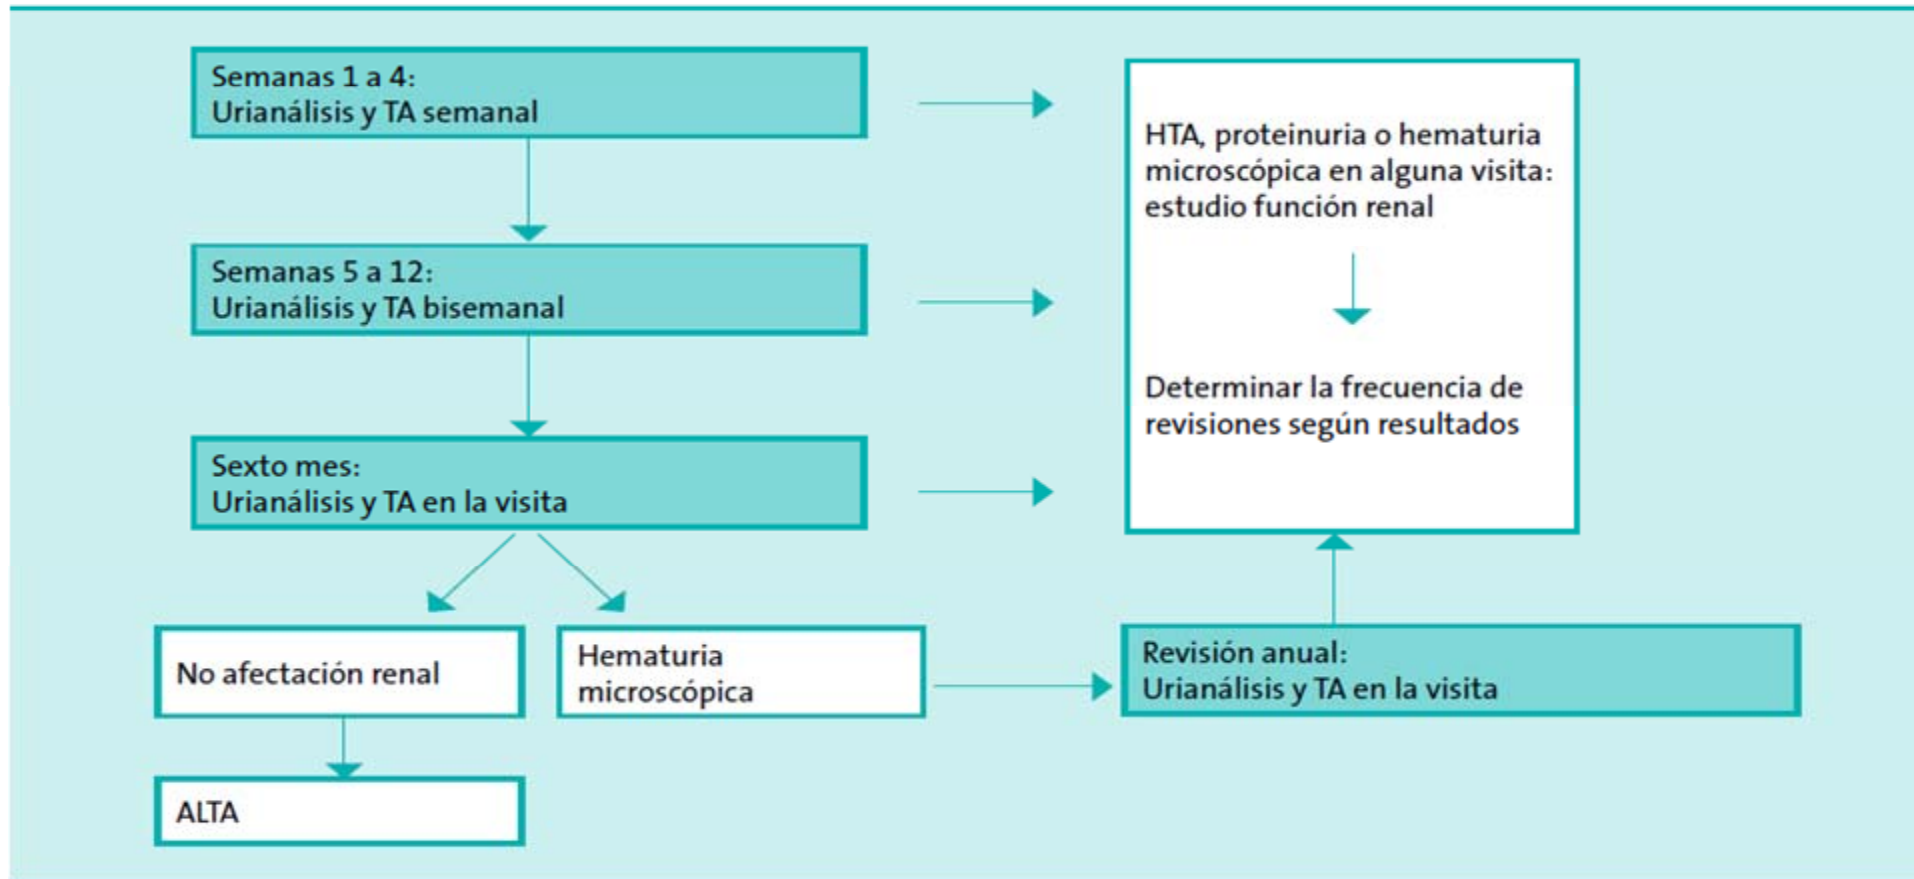 Semanas 1 a 4:
Urianálisis y TA semanal
HTA, proteinuria o hematuria
microscópica en alguna visita:
estudio función renal
Semanas 5 a 12:
Urianálisis y TA bisemanal
Determinar la frecuencia de
revisiones según resultados
Sexto mes:
Urianálisis y TA en la visita
No afectación renal
Hematuria
microscópica
Revisión anual:
Urianálisis y TA en la visita
ALTA